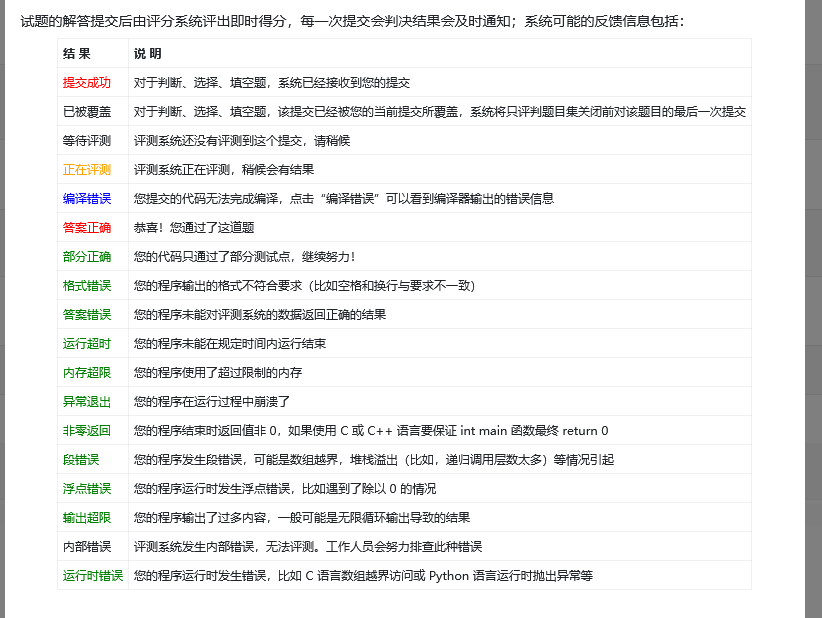 试题的解答提交后由评分系统评出即时得分，每一次提交会判决结果会及时通知；系统可能的反馈信息包括：
结 果 说 明
提交成功 对于判断、选择、填空题，系统已经接收到您的提交
已被覆盖 对于判断、选择、填空题，该提交已经被您的当前提交所覆盖，系统将只评判题目集关闭前对该题目的最后一次提交
等待评测 评测系统还没有评测到这个提交，请稍候
正在评测 评测系统正在评测，稍候会有结果
编译错误 您提交的代码无法完成编译，点击“编译错误”可以看到编译器输出的错误信息
答案正确 恭喜！您通过了这道题
部分正确 您的代码只通过了部分测试点，继续努力！
格式错误 您的程序输出的格式不符合要求（比如空格和换行与要求不一致）
答案错误 您的程序未能对评测系统的数据返回正确的结果
运行超时 您的程序未能在规定时间内运行结束
内存超限 您的程序使用了超过限制的内存
异常退出 您的程序在运行过程中崩溃了
非零返回 您的程序结束时返回值非 0，如果使用 C 或 C++ 语言要保证 int main 函数最终 return 0
段错误 您的程序发生段错误，可能是数组越界，堆栈溢出（比如，递归调用层数太多）等情况引起
浮点错误 您的程序运行时发生浮点错误，比如遇到了除以 0 的情况
输出超限 您的程序输出了过多内容，一般可能是无限循环输出导致的结果
内部错误 评测系统发生内部错误，无法评测。工作人员会努力排查此种错误
运行时错误 您的程序运行时发生错误，比如 C 语言数组越界访问或 Python 语言运行时抛出异常等